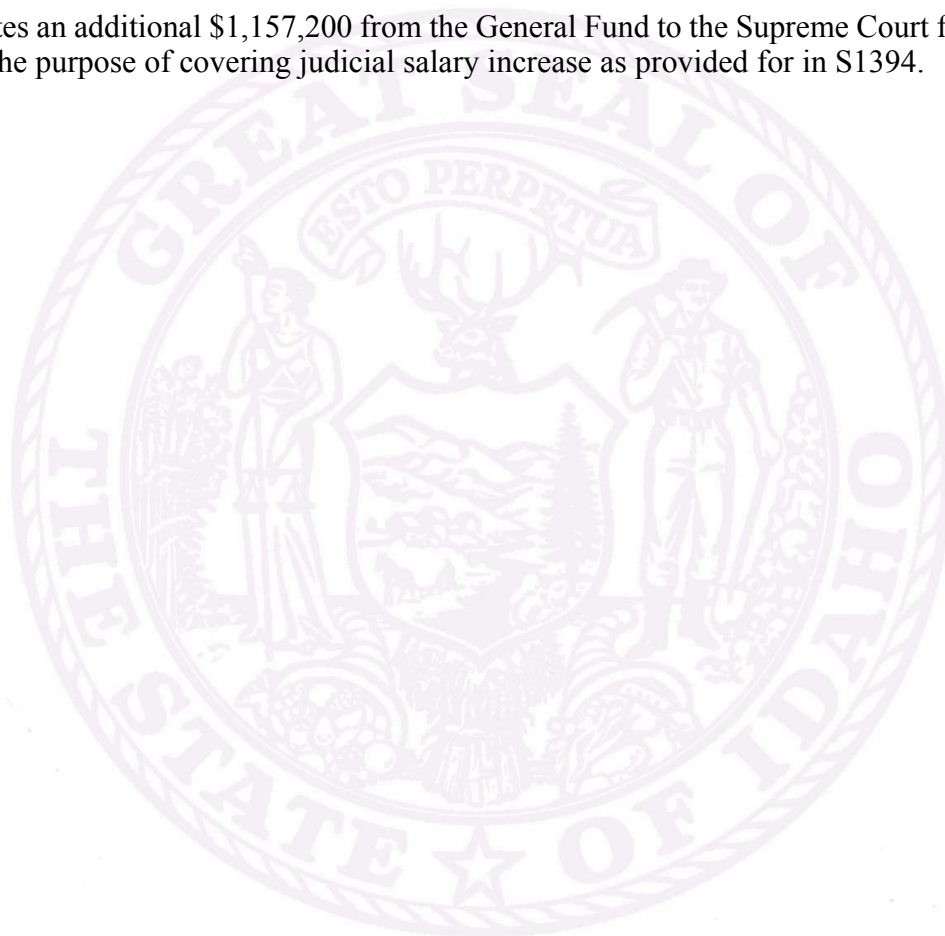 tes an additional $1,157,200 from the General Fund to the Supreme Court f
he purpose of covering judicial salary increase as provided for in S1394.
GREAT SEAL OF
ESTO PERPETUA
THE STATE OF IDAHO